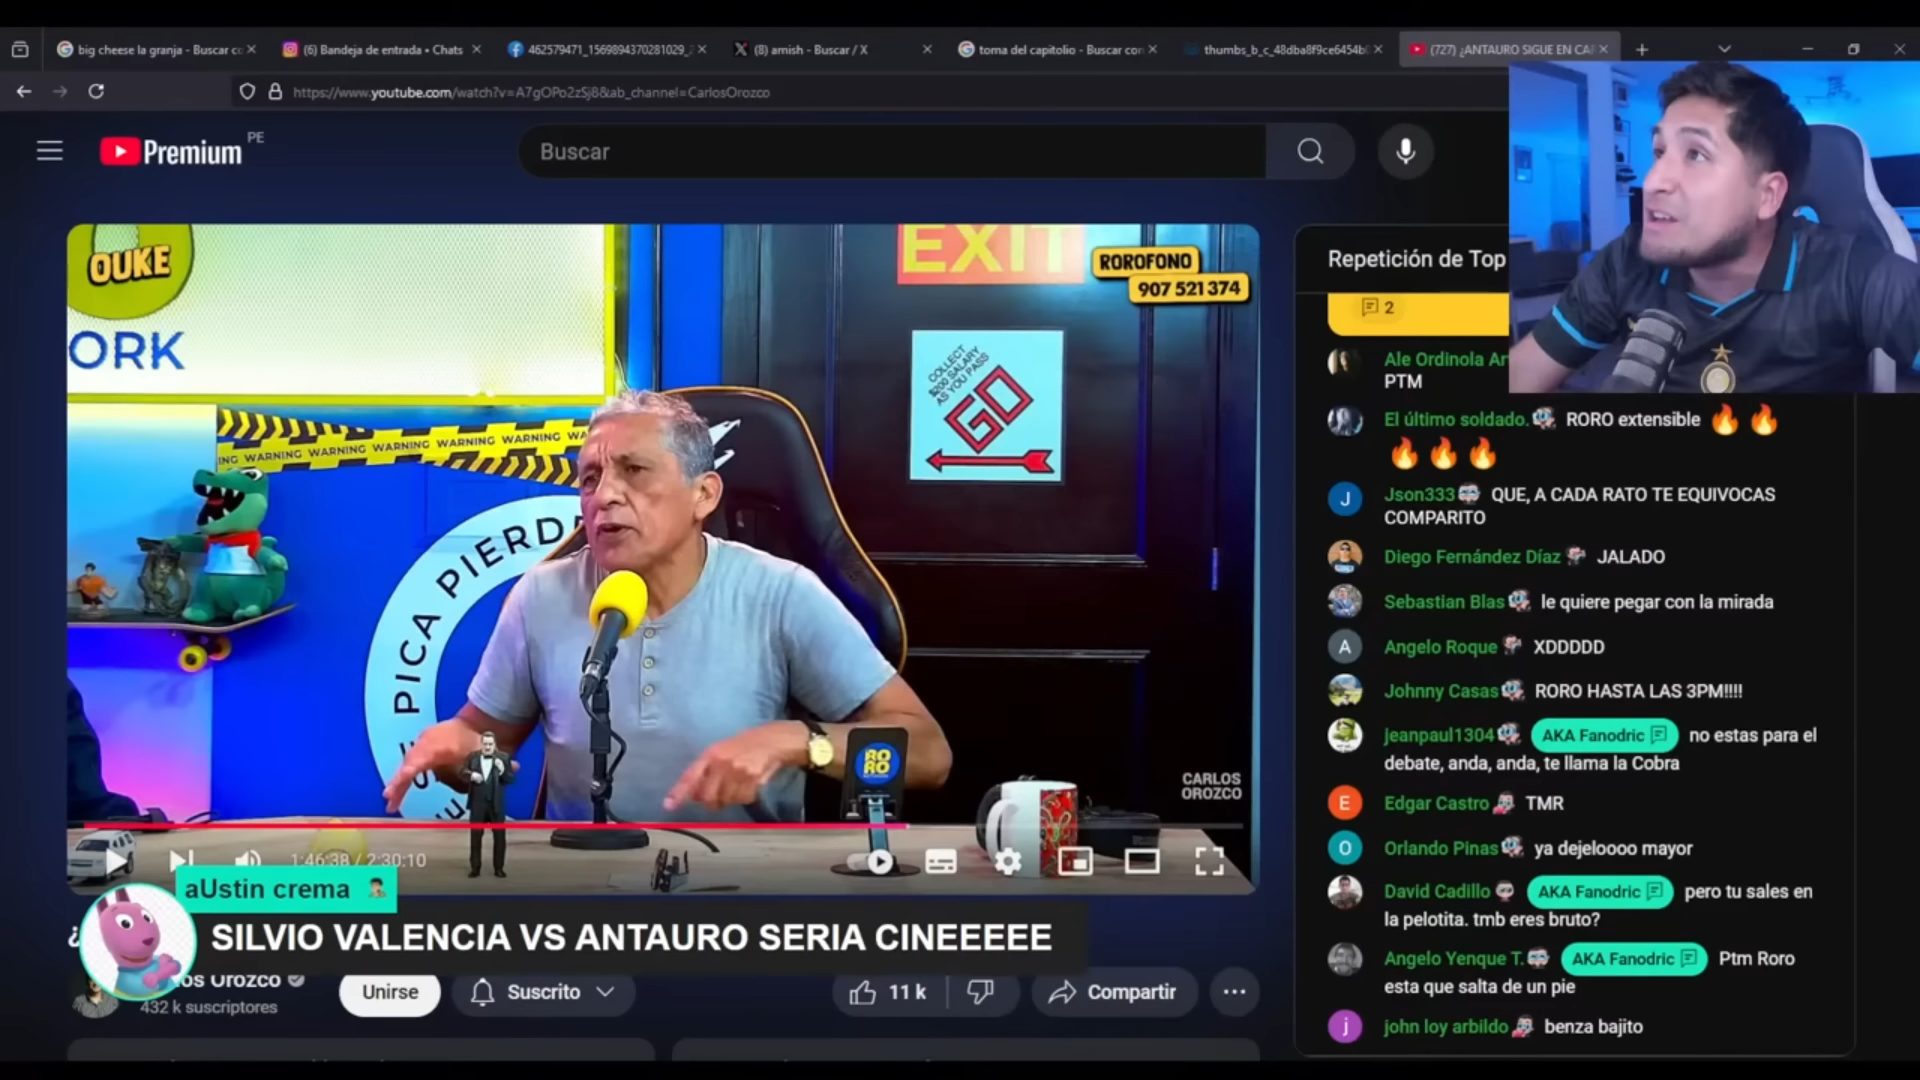 big cheese la granja - Buscar co
(6) Bandeja de entrada • Chats
462579471_1569894370281029_
(8) amish - Buscar / X
toma del capitolio - Buscar con
thumbs_b_c_48dba8f9ce6454b
(727) ¿ANTAURO SIGUE EN CA
https://www.youtube.com/watch?v=A7gOPo2zSj8&ab_channel=CarlosOrozco
Premium PE
Buscar
OUKE
ORK
EXIT
ROROFONO
907 521 374
COLLECT
$200 SALARY
AS YOU PASS
GO
ING WARNING WARNING WARNING WARNING WA
PICA PIERDE
RO
RO
CARLOS
OROZCO
1:46:38 / 2:30:10
aUstin crema
SILVIO VALENCIA VS ANTAURO SERIA CINEEEEE
os Orozco
432 k suscriptores
Unirse
Suscrito
11 k
Compartir
Repetición de Top
2
Ale Ordinola Ar
PTM
El último soldado. RORO extensible 🔥 🔥
🔥 🔥 🔥
J
Json333 QUE, A CADA RATO TE EQUIVOCAS
COMPARITO
Diego Fernández Díaz JALADO
Sebastian Blas le quiere pegar con la mirada
A
Angelo Roque XDDDDD
Johnny Casas RORO HASTA LAS 3PM!!!!
jeanpaul1304 AKA Fanodric no estas para el
debate, anda, anda, te llama la Cobra
E
Edgar Castro TMR
O
Orlando Pinas ya dejeloooo mayor
David Cadillo AKA Fanodric pero tu sales en
la pelotita. tmb eres bruto?
Angelo Yenque T. AKA Fanodric Ptm Roro
esta que salta de un pie
j
john loy arbildo benza bajito